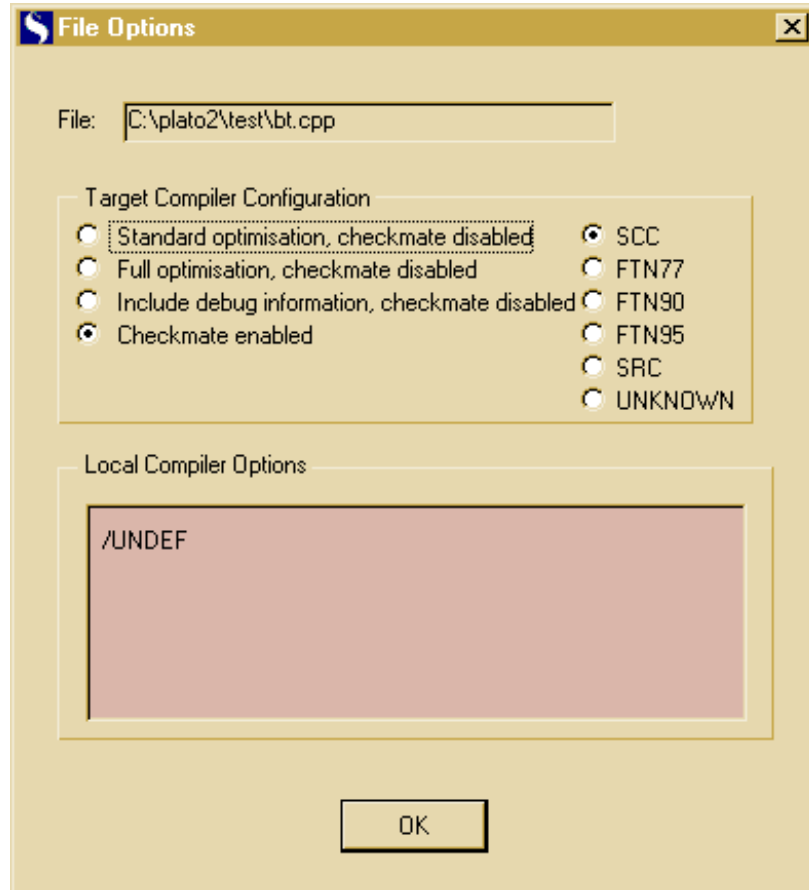 File Options
File: C:\plato2\test\bt.cpp
Target Compiler Configuration
Standard optimisation, checkmate disabled SCC
Full optimisation, checkmate disabled FTN77
Include debug information, checkmate disabled FTN90
Checkmate enabled FTN95
SRC
UNKNOWN
Local Compiler Options
/UNDEF
OK